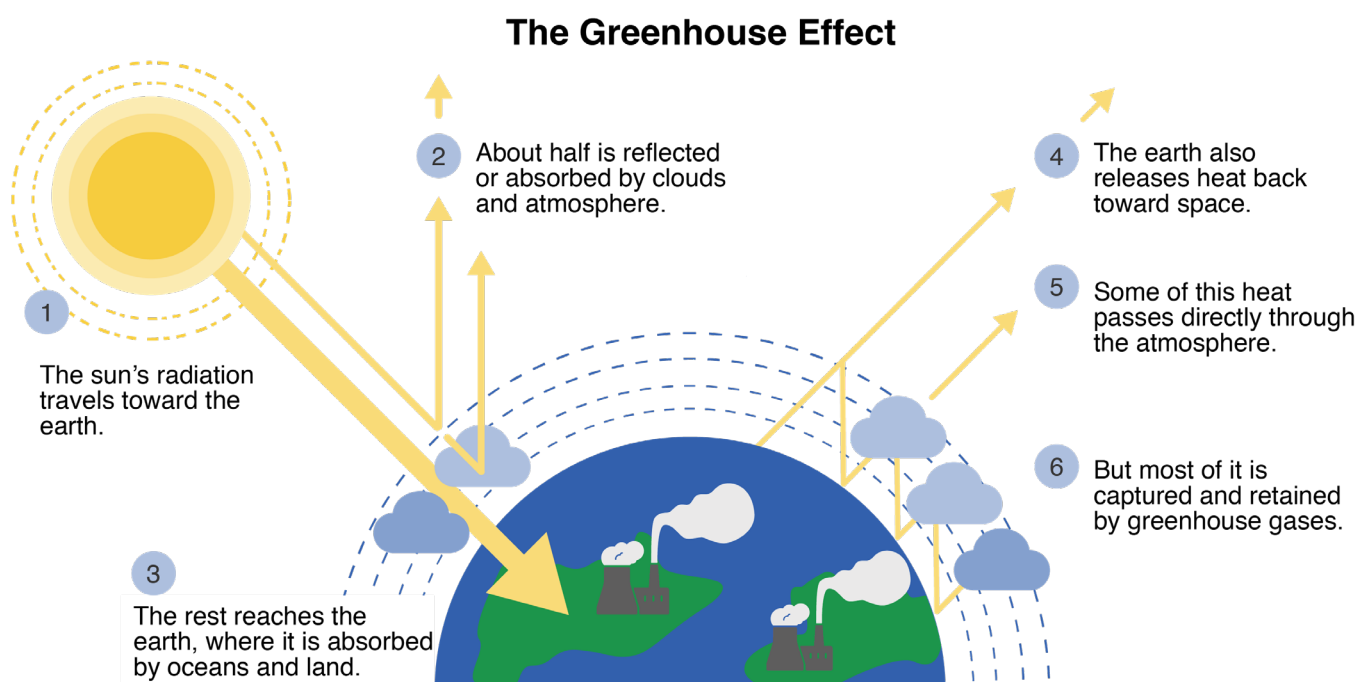 The Greenhouse Effect
1
The sun's radiation
travels toward the
earth.
2
About half is reflected
or absorbed by clouds
and atmosphere.
3
The rest reaches the
earth, where it is absorbed
by oceans and land.
4
The earth also
releases heat back
toward space.
5
Some of this heat
passes directly through
the atmosphere.
6
But most of it is
captured and retained
by greenhouse gases.